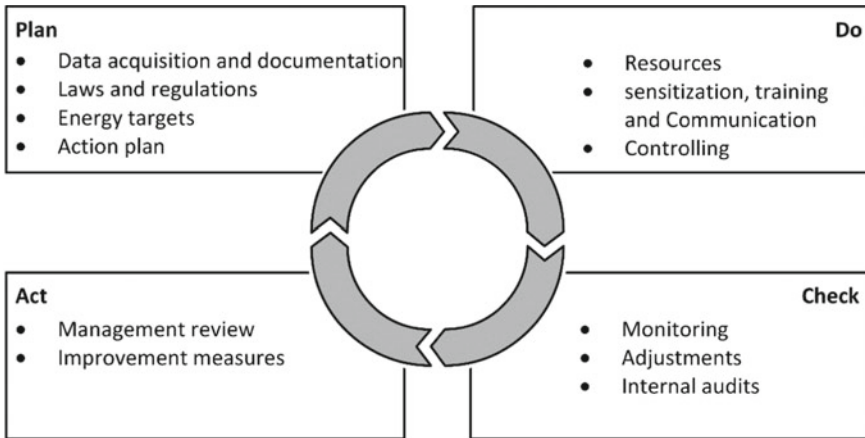 Plan
• Data acquisition and documentation
• Laws and regulations
• Energy targets
• Action plan
Do
• Resources
• sensitization, training
and Communication
• Controlling
Act
• Management review
• Improvement measures
Check
• Monitoring
• Adjustments
• Internal audits